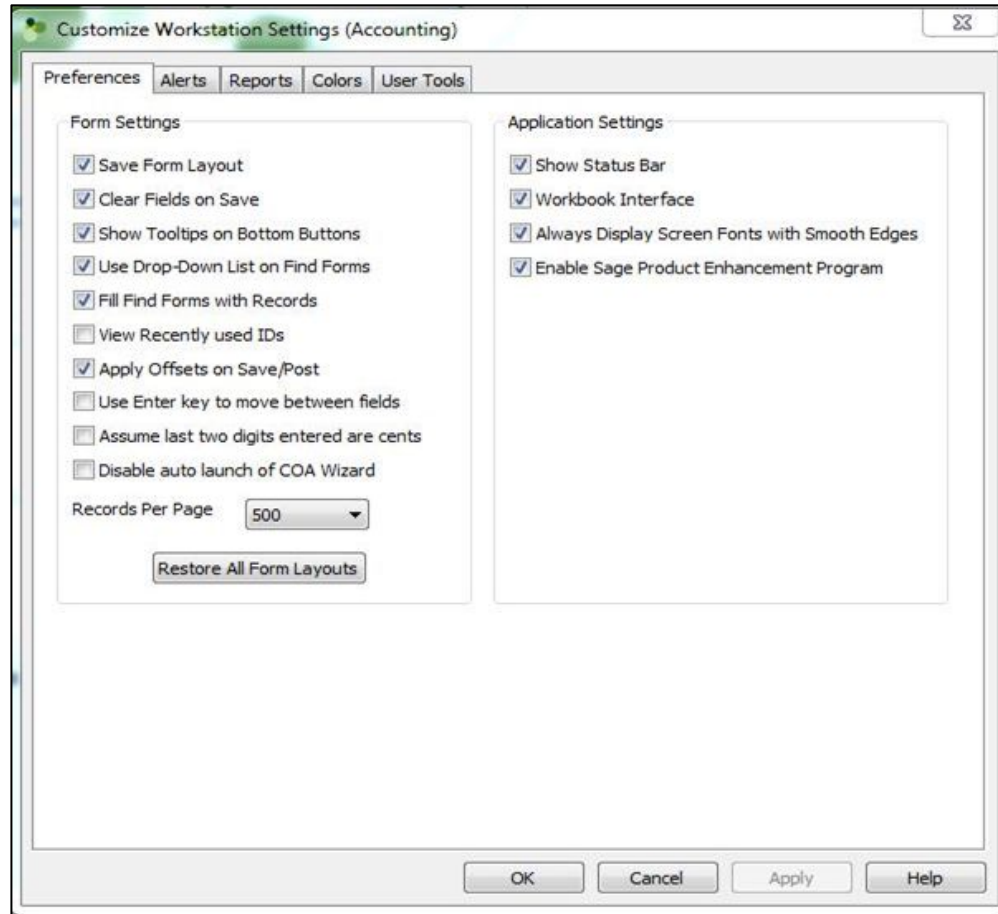 Customize Workstation Settings (Accounting)
Preferences Alerts Reports Colors User Tools
Form Settings
Save Form Layout
Clear Fields on Save
Show Tooltips on Bottom Buttons
Use Drop-Down List on Find Forms
Fill Find Forms with Records
View Recently used IDs
Apply Offsets on Save/Post
Use Enter key to move between fields
Assume last two digits entered are cents
Disable auto launch of COA Wizard
Records Per Page 500
Restore All Form Layouts
Application Settings
Show Status Bar
Workbook Interface
Always Display Screen Fonts with Smooth Edges
Enable Sage Product Enhancement Program
OK Cancel Apply Help